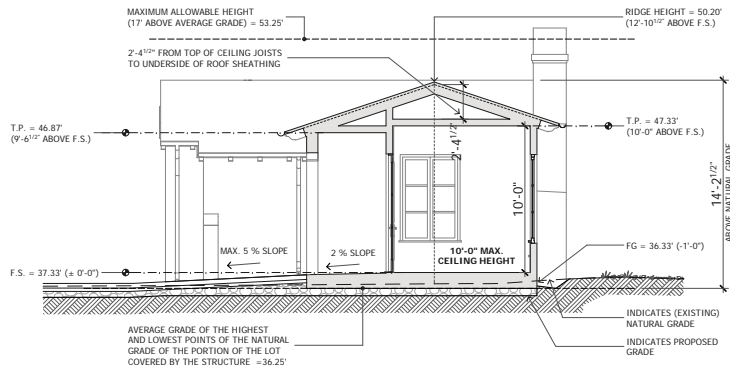 MAXIMUM ALLOWABLE HEIGHT
(17' ABOVE AVERAGE GRADE) = 53.25'
RIDGE HEIGHT = 50.20'
(12'-10 1/2" ABOVE F.S.)
2'-4 1/2" FROM TOP OF CEILING JOISTS
TO UNDERSIDE OF ROOF SHEATHING
T.P. = 46.87'
(9'-6 1/2" ABOVE F.S.)
T.P. = 47.33'
(10'-0" ABOVE F.S.)
2'-4 1/2"
10'-0"
14'-2 1/2"
ABOVE NATURAL GRADE
MAX. 5 % SLOPE
2 % SLOPE
10'-0" MAX.
CEILING HEIGHT
FG = 36.33' (-1'-0")
F.S. = 37.33' (± 0'-0")
INDICATES (EXISTING)
NATURAL GRADE
INDICATES PROPOSED
GRADE
AVERAGE GRADE OF THE HIGHEST
AND LOWEST POINTS OF THE NATURAL
GRADE OF THE PORTION OF THE LOT
COVERED BY THE STRUCTURE =36.25'